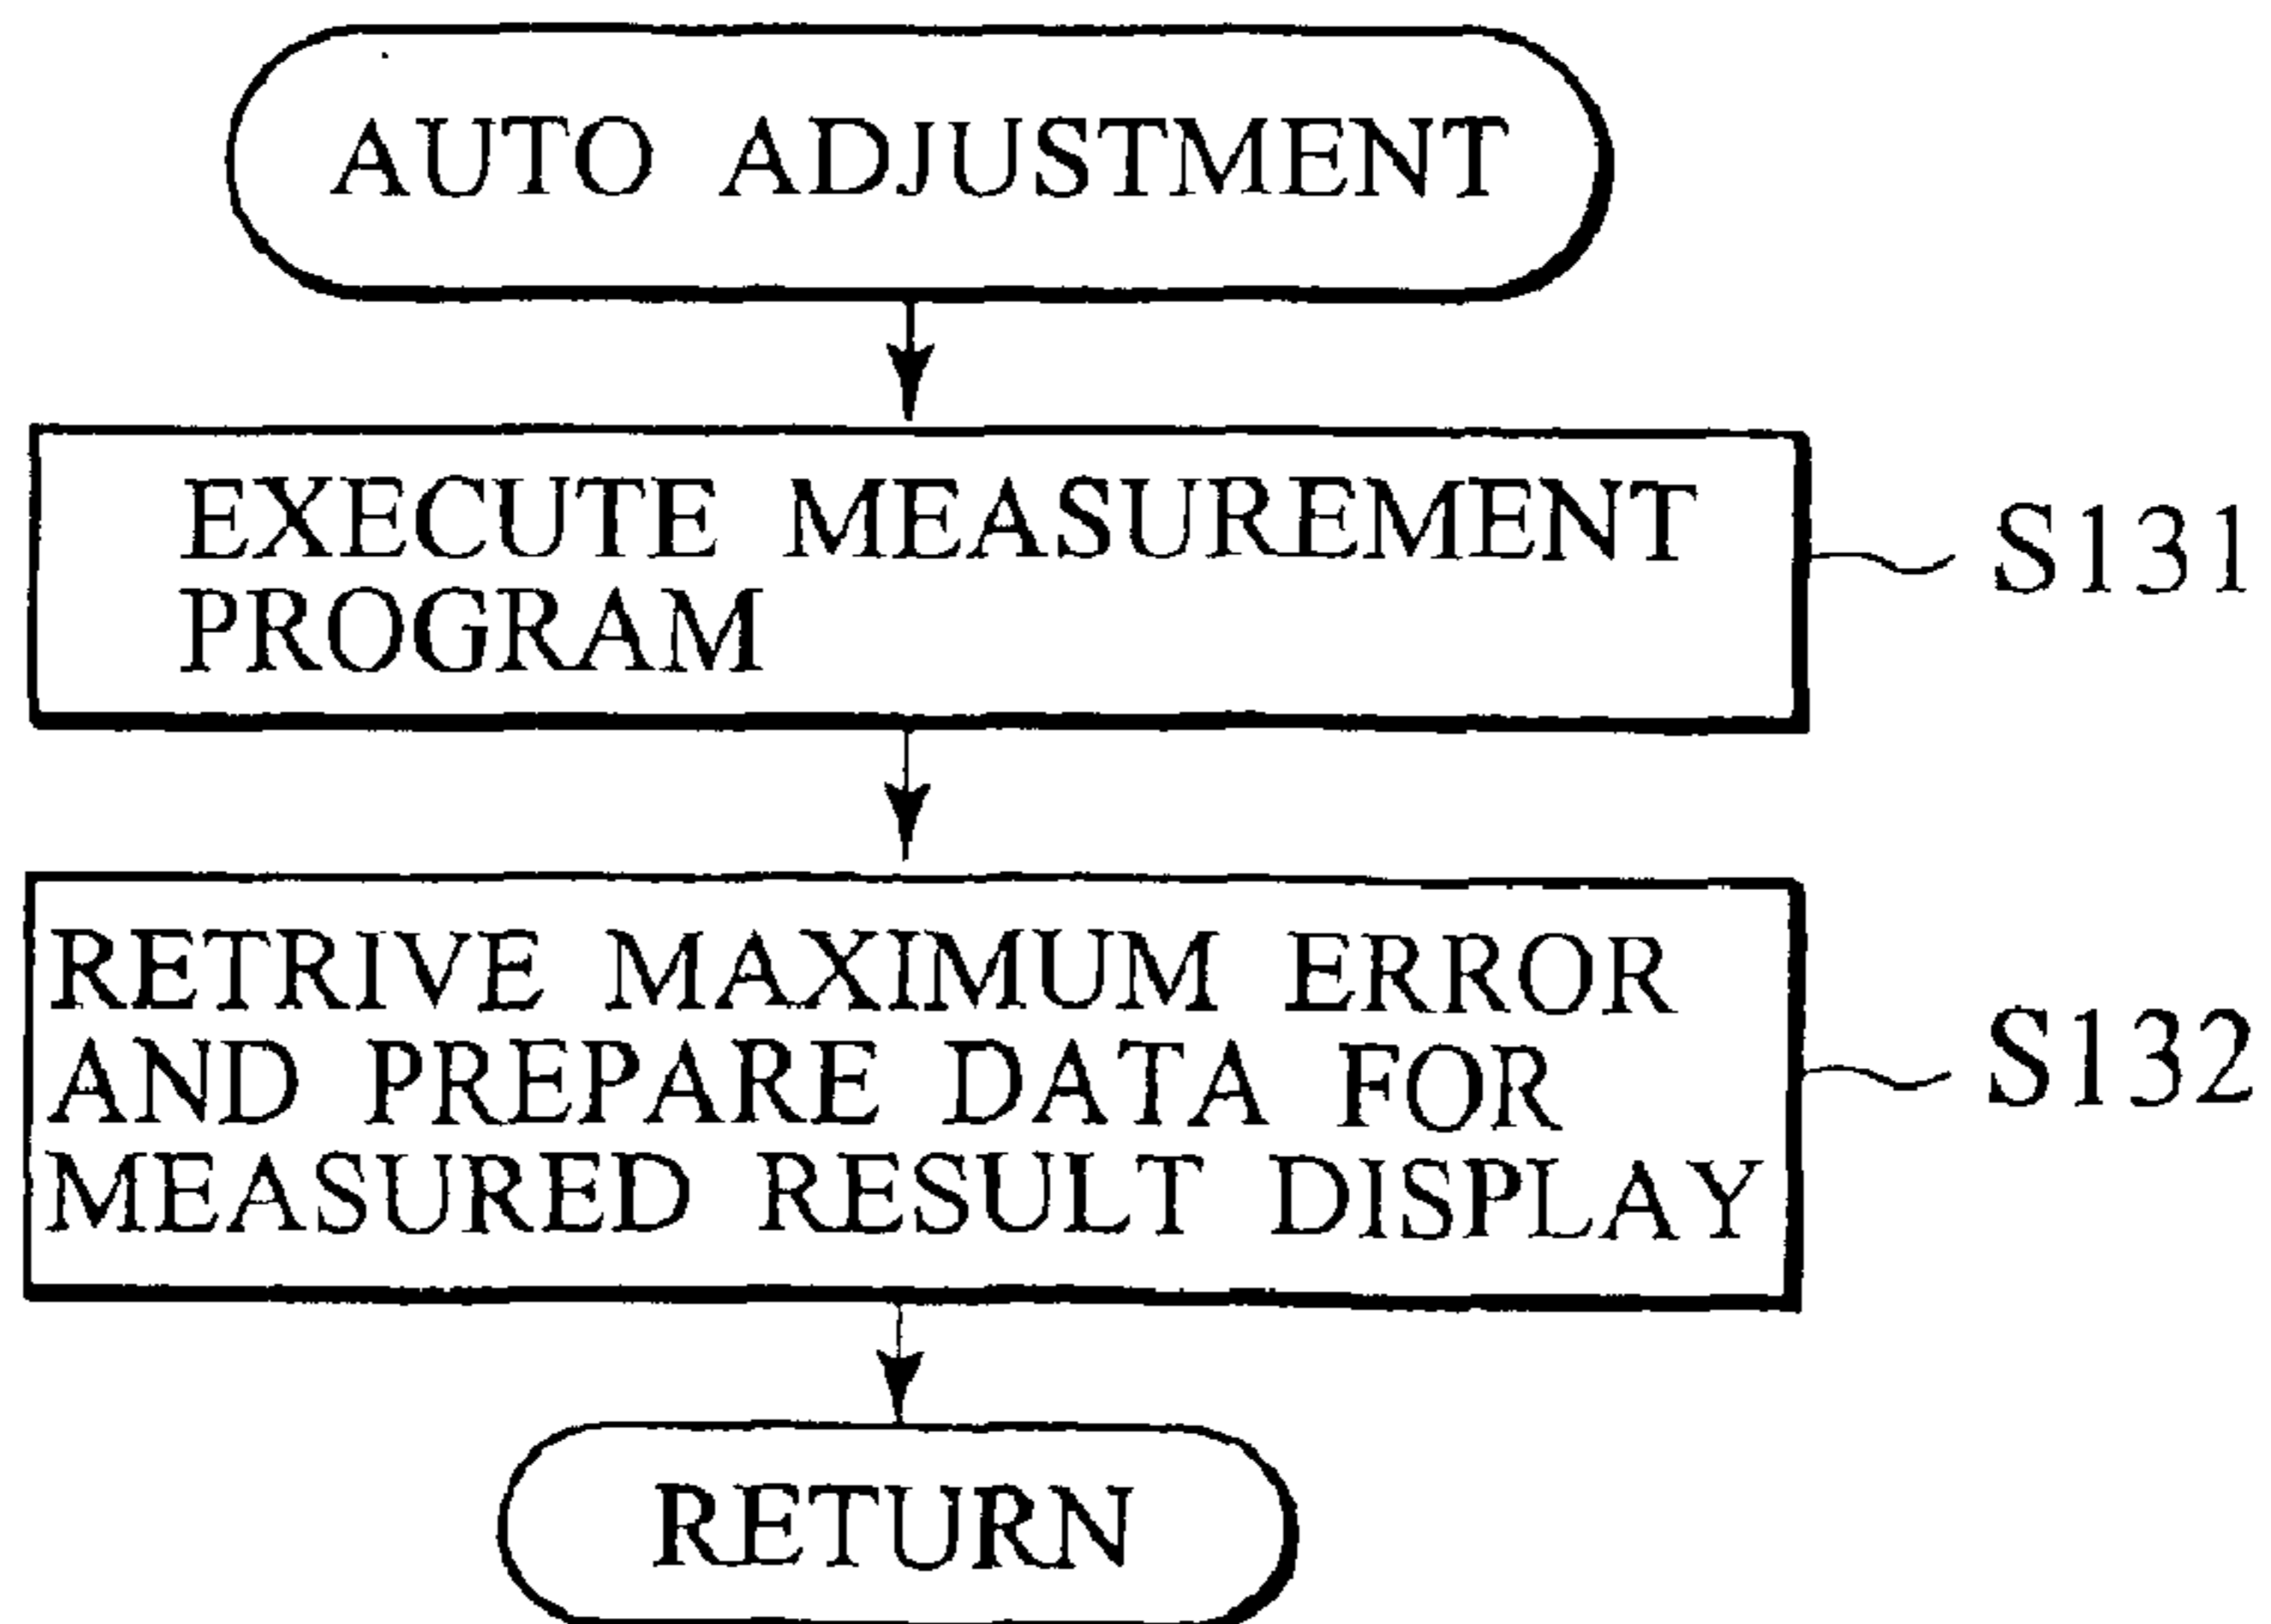 AUTO ADJUSTMENT
EXECUTE MEASUREMENT
PROGRAM
S131
RETRIVE MAXIMUM ERROR
AND PREPARE DATA FOR
MEASURED RESULT DISPLAY
S132
RETURN